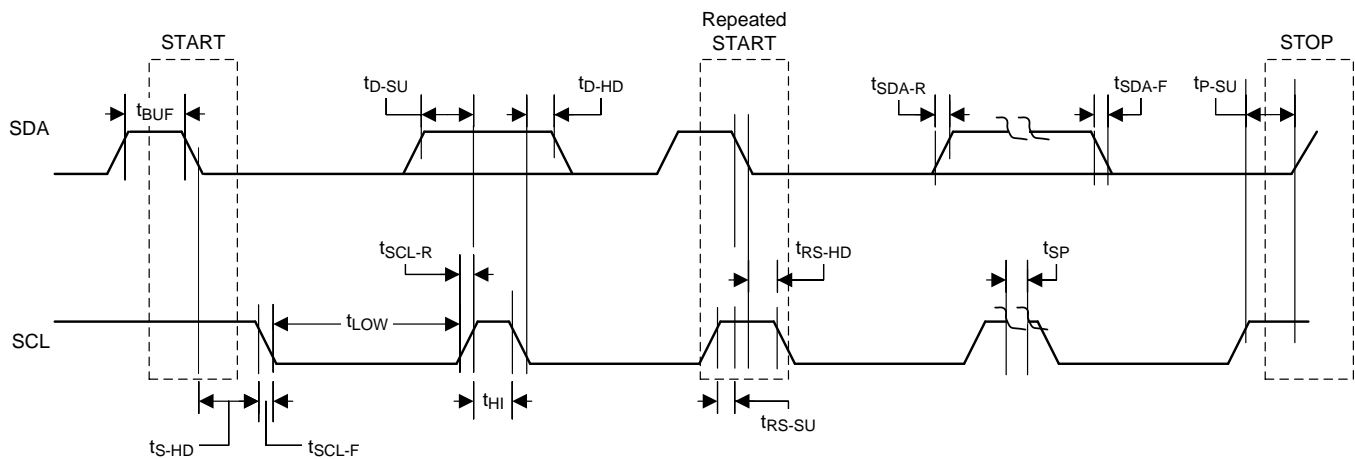 START
Repeated
START
STOP
tBUF
tD-SU
tD-HD
tSDA-R
tSDA-F
tP-SU
SDA
tSCL-R
tRS-HD
tSP
tLOW
SCL
tHI
tRS-SU
tS-HD
tSCL-F